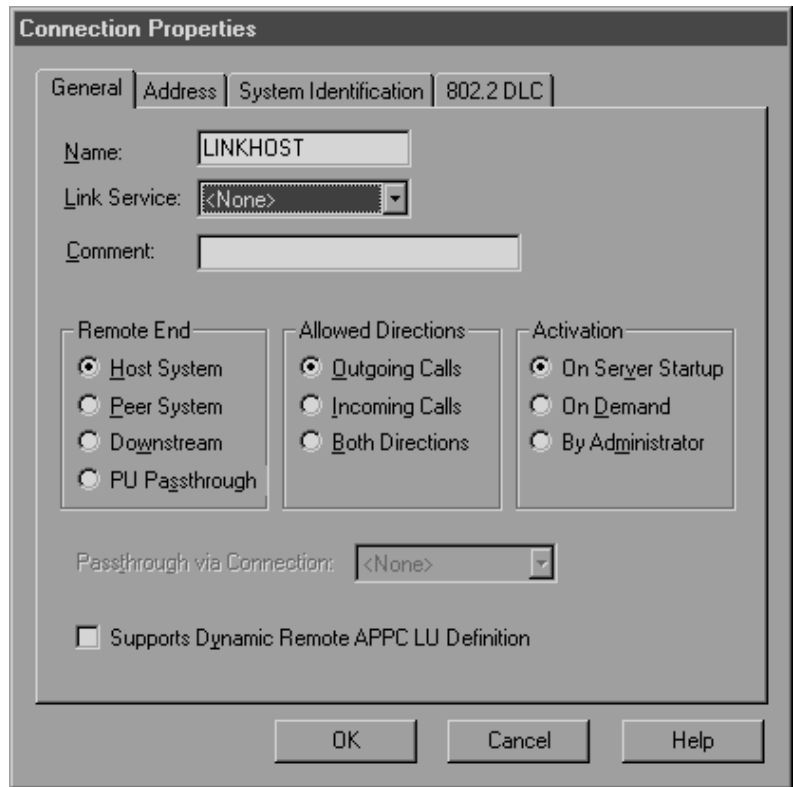 Connection Properties
General Address System Identification 802.2 DLC
Name: LINKHOST
Link Service: <None>
Comment:
Remote End Allowed Directions Activation
Host System Outgoing Calls On Server Startup
Peer System Incoming Calls On Demand
Downstream Both Directions By Administrator
PU Passthrough
Passthrough via Connection: <None>
Supports Dynamic Remote APPC LU Definition
OK Cancel Help